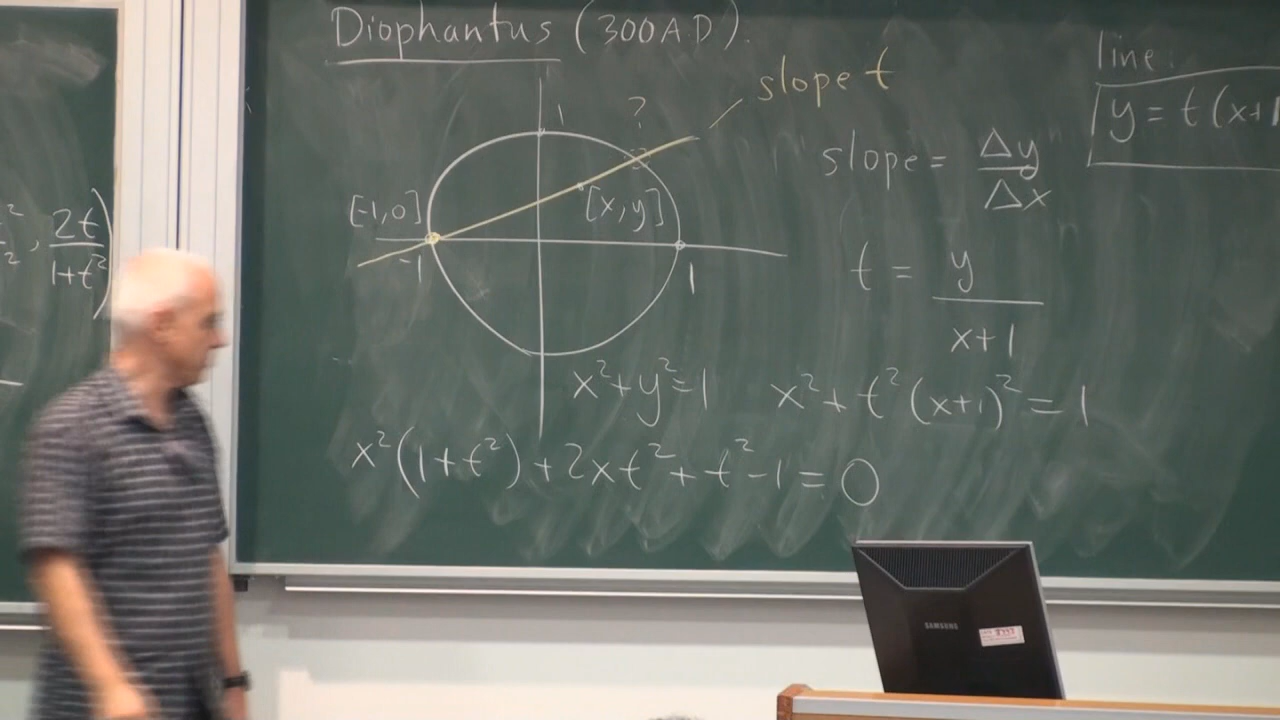 Diophantus (300 A.D).
slope t
line:
y = t(x+1
?
1
slope = Δy/Δx
[-1,0]
[x,y]
2t/1+t²)
-1
1
t = y/x+1
x²+y²=1
x²+t²(x+1)²=1
x²(1+t²)+2xt²+t²-1=0
SAMSUNG